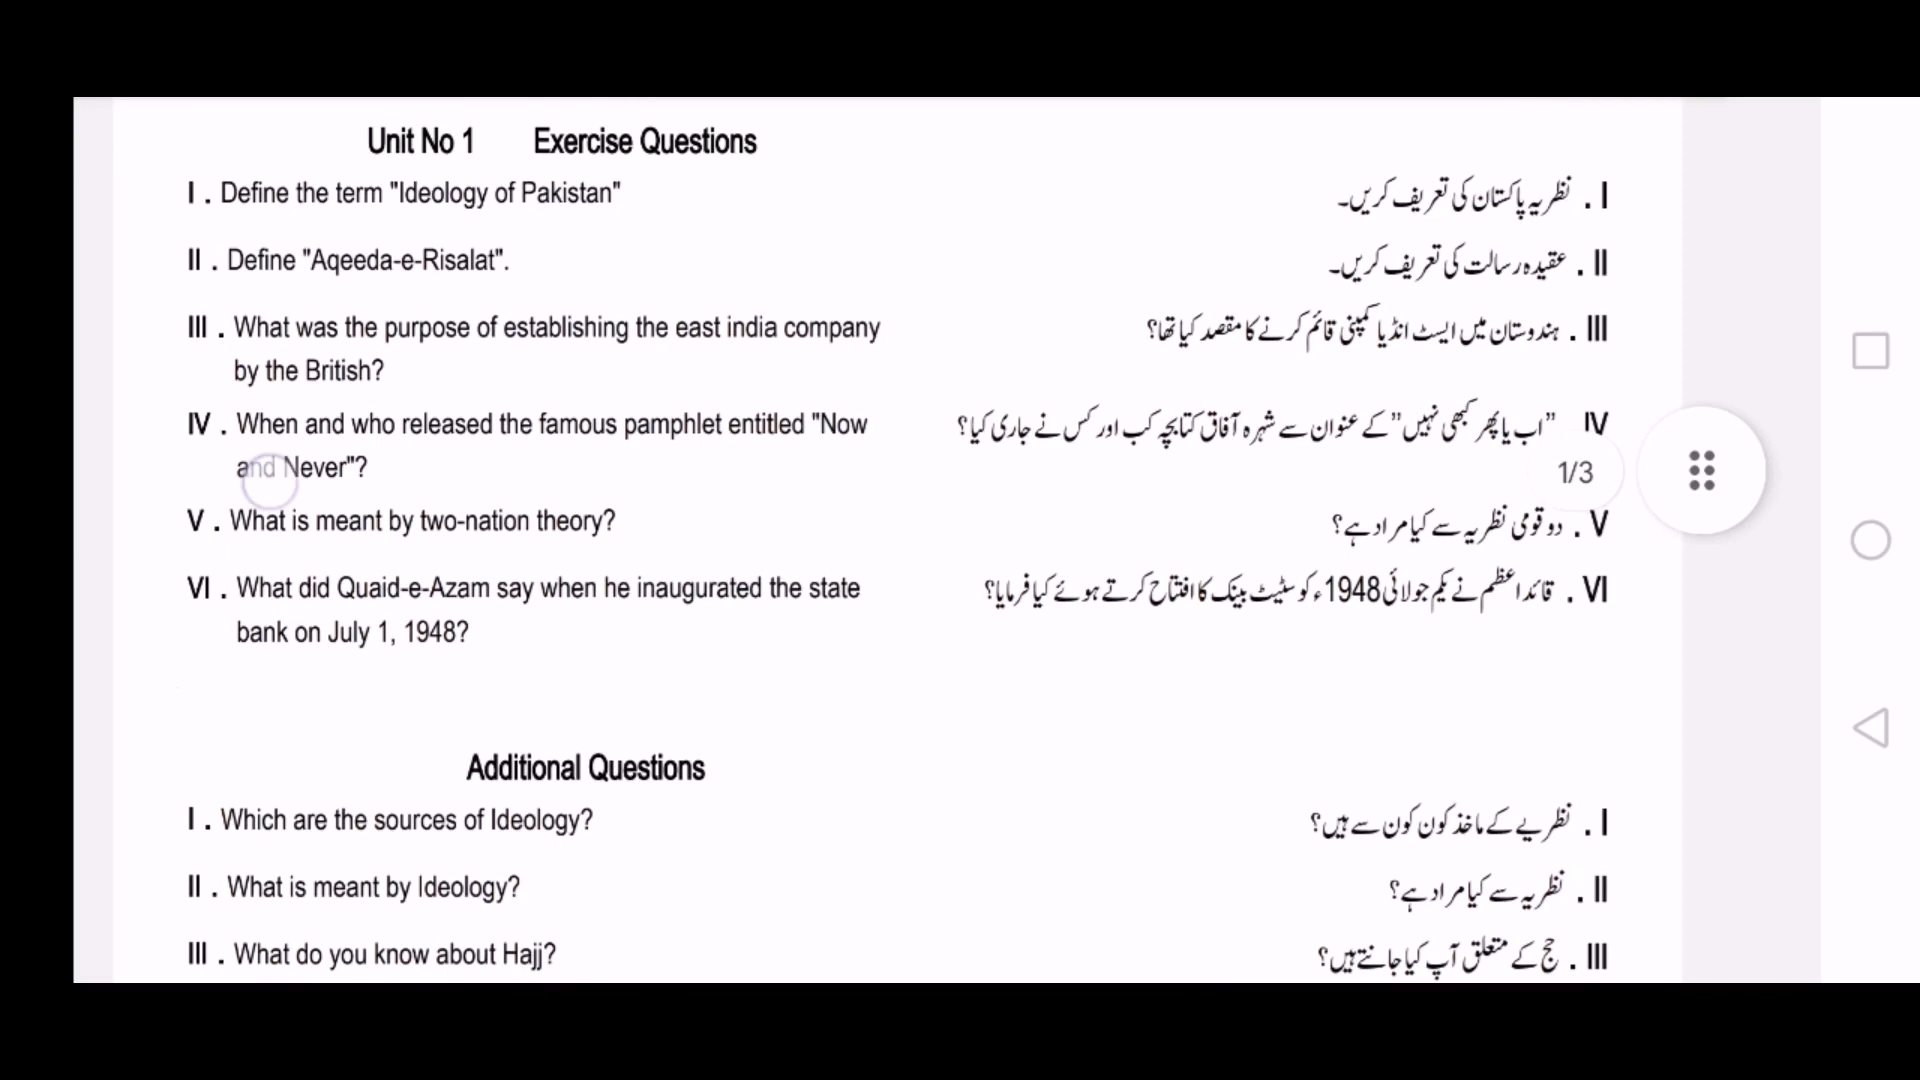 Unit No 1 Exercise Questions
I . Define the term "Ideology of Pakistan"
I . نظریہ پاکستان کی تعریف کریں۔
II . Define "Aqeeda-e-Risalat".
II . عقیدہ رسالت کی تعریف کریں۔
III . What was the purpose of establishing the east india company
by the British?
III . ہندوستان میں ایسٹ انڈیا کمپنی قائم کرنے کا مقصد کیا تھا؟
IV . When and who released the famous pamphlet entitled "Now
and Never"?
IV ”اب یا پھر کبھی نہیں” کے عنوان سے شہرہ آفاق کتابچہ کب اور کس نے جاری کیا؟
1/3
V . What is meant by two-nation theory?
V . دو قومی نظریہ سے کیا مراد ہے؟
VI . What did Quaid-e-Azam say when he inaugurated the state
bank on July 1, 1948?
VI . قائد اعظم نے یکم جولائی 1948ء کو سٹیٹ بینک کا افتتاح کرتے ہوئے کیا فرمایا؟
Additional Questions
I . Which are the sources of Ideology?
I . نظریے کے ماخذ کون کون سے ہیں؟
II . What is meant by Ideology?
II . نظریہ سے کیا مراد ہے؟
III . What do you know about Hajj?
III . حج کے متعلق آپ کیا جانتے ہیں؟